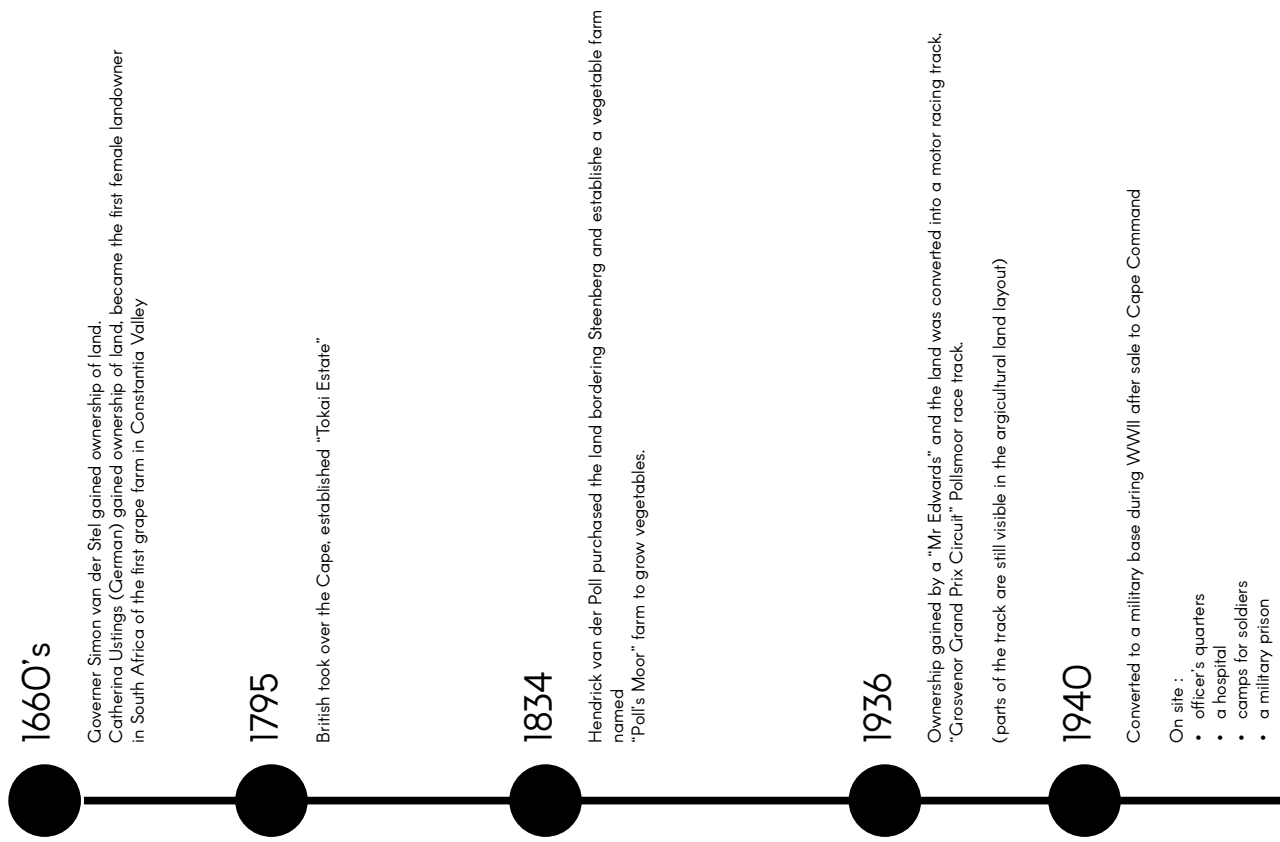 1660's
Governer Simon van der Stel gained ownership of land.
Catherina Ustings (German) gained ownership of land, became the first female landowner
in South Africa of the first grape farm in Constantia Valley
1795
British took over the Cape, established “Tokai Estate”
1834
Hendrick van der Poll purchased the land bordering Steenberg and establishe a vegetable farm
named
“Poll's Moor” farm to grow vegetables.
1936
Ownership gained by a “Mr Edwards” and the land was converted into a motor racing track,
“Grosvenor Grand Prix Circuit” Pollsmoor race track.
(parts of the track are still visible in the argicultural land layout)
1940
Converted to a military base during WWII after sale to Cape Command
On site :
• officer's quarters
• a hospital
• camps for soldiers
• a military prison